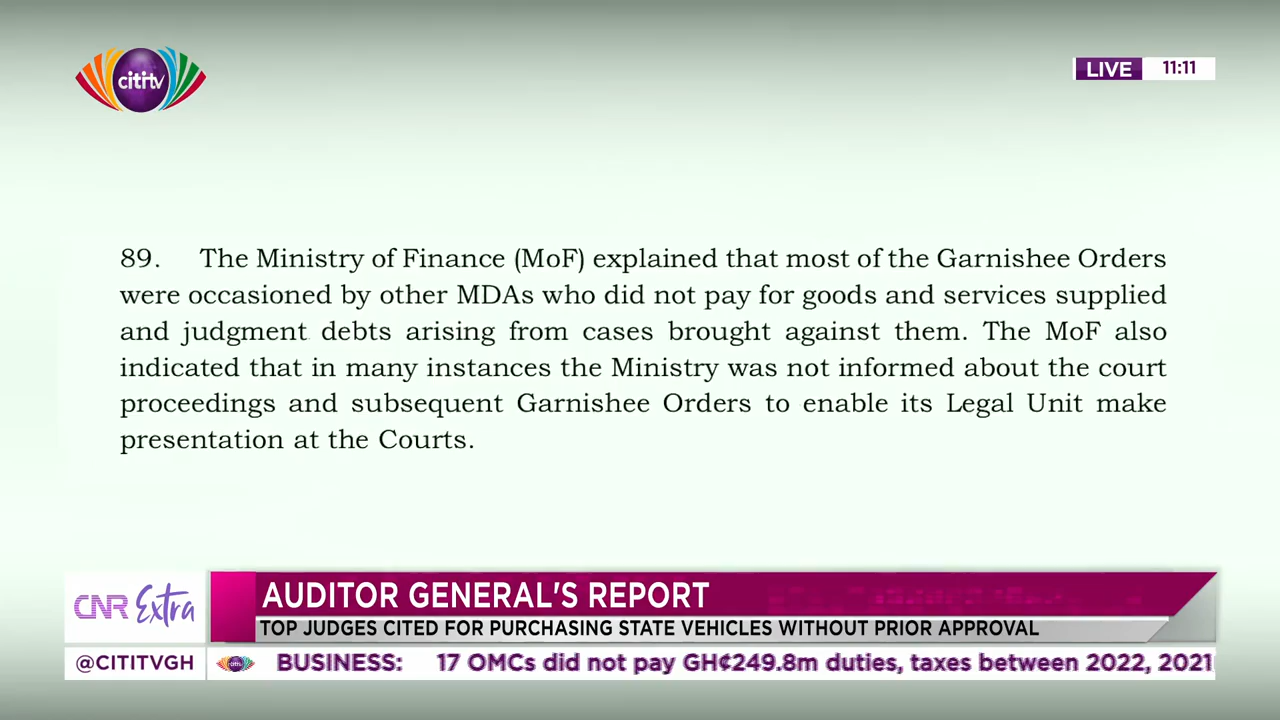 citi tv
LIVE 11:11
89. The Ministry of Finance (MoF) explained that most of the Garnishee Orders
were occasioned by other MDAs who did not pay for goods and services supplied
and judgment debts arising from cases brought against them. The MoF also
indicated that in many instances the Ministry was not informed about the court
proceedings and subsequent Garnishee Orders to enable its Legal Unit make
presentation at the Courts.
CNR Extra
AUDITOR GENERAL'S REPORT
TOP JUDGES CITED FOR PURCHASING STATE VEHICLES WITHOUT PRIOR APPROVAL
@CITITVGH citi tv BUSINESS: 17 OMCs did not pay GH¢249.8m duties, taxes between 2022, 2021